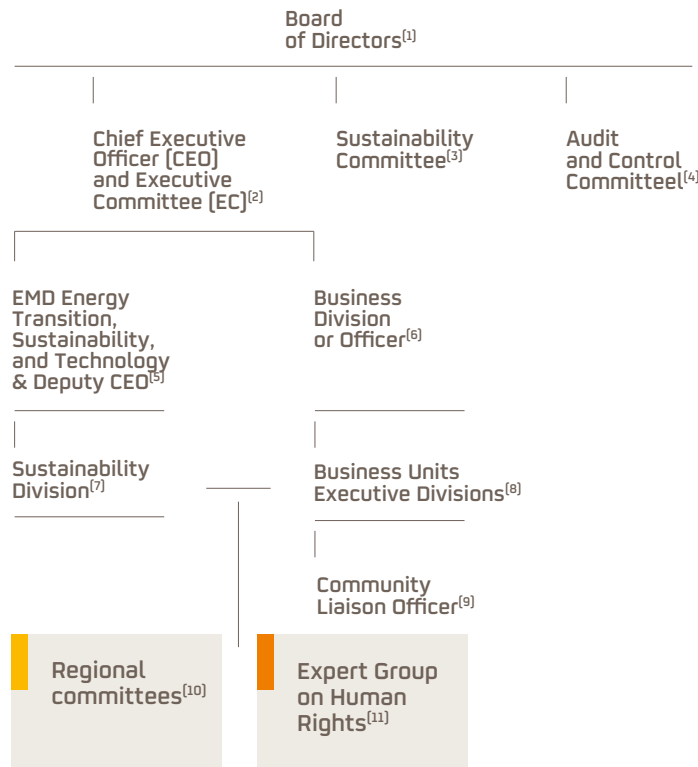 Board
of Directors[1]
Chief Executive
Officer (CEO)
and Executive
Committee (EC)[2]
Sustainability
Committee[3]
Audit
and Control
Committeel[4]
EMD Energy
Transition,
Sustainability,
and Technology
& Deputy CEO[5]
Business
Division
or Officer[6]
Sustainability
Division[7]
Business Units
Executive Divisions[8]
Community
Liaison Officer[9]
Regional
committees[10]
Expert Group
on Human
Rights[11]